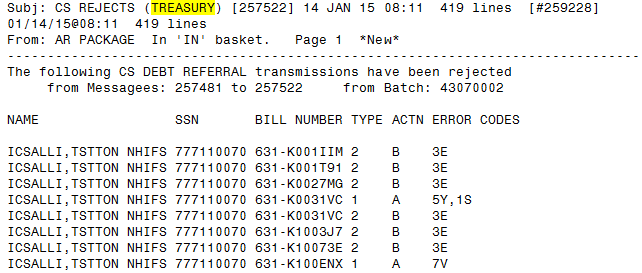 Subj: CS REJECTS (TREASURY) [257522] 14 JAN 15 08:11  419 lines  [#259228]
01/14/15@08:11  419 lines
From: AR PACKAGE  In 'IN' basket.   Page 1  *New*
-------------------------------------------------------------------------------
The following CS DEBT REFERRAL transmissions have been rejected
     from Messagees: 257481 to 257522     from Batch: 43070002
NAME                 SSN       BILL NUMBER TYPE ACTN ERROR CODES
ICSALLI,TSTTON NHIFS 777110070 631-K001IIM 2    B    3E
ICSALLI,TSTTON NHIFS 777110070 631-K001T91 2    B    3E
ICSALLI,TSTTON NHIFS 777110070 631-K0027MG 2    B    3E
ICSALLI,TSTTON NHIFS 777110070 631-K0031VC 1    A    5Y,1S
ICSALLI,TSTTON NHIFS 777110070 631-K0031VC 2    B    3E
ICSALLI,TSTTON NHIFS 777110070 631-K1003J7 2    B    3E
ICSALLI,TSTTON NHIFS 777110070 631-K10073E 2    B    3E
ICSALLI,TSTTON NHIFS 777110070 631-K100ENX 1    A    7V